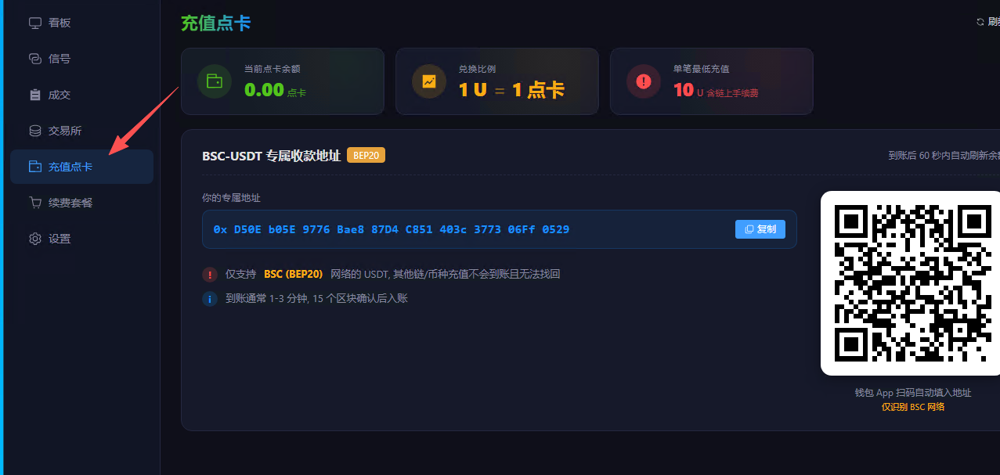 看板
信号
成交
交易所
充值点卡
续费套餐
设置
充值点卡
当前点卡余额
0.00 点卡
兑换比例
1 U = 1 点卡
单笔最低充值
10 U 含链上手续费
BSC-USDT 专属收款地址 BEP20
到账后 60 秒内自动刷新余
你的专属地址
0x D50E b05E 9776 Bae8 87D4 C851 403c 3773 06Ff 0529
复制
仅支持 BSC (BEP20) 网络的 USDT, 其他链/币种充值不会到账且无法找回
到账通常 1-3 分钟, 15 个区块确认后入账
钱包 App 扫码自动填入地址
仅识别 BSC 网络